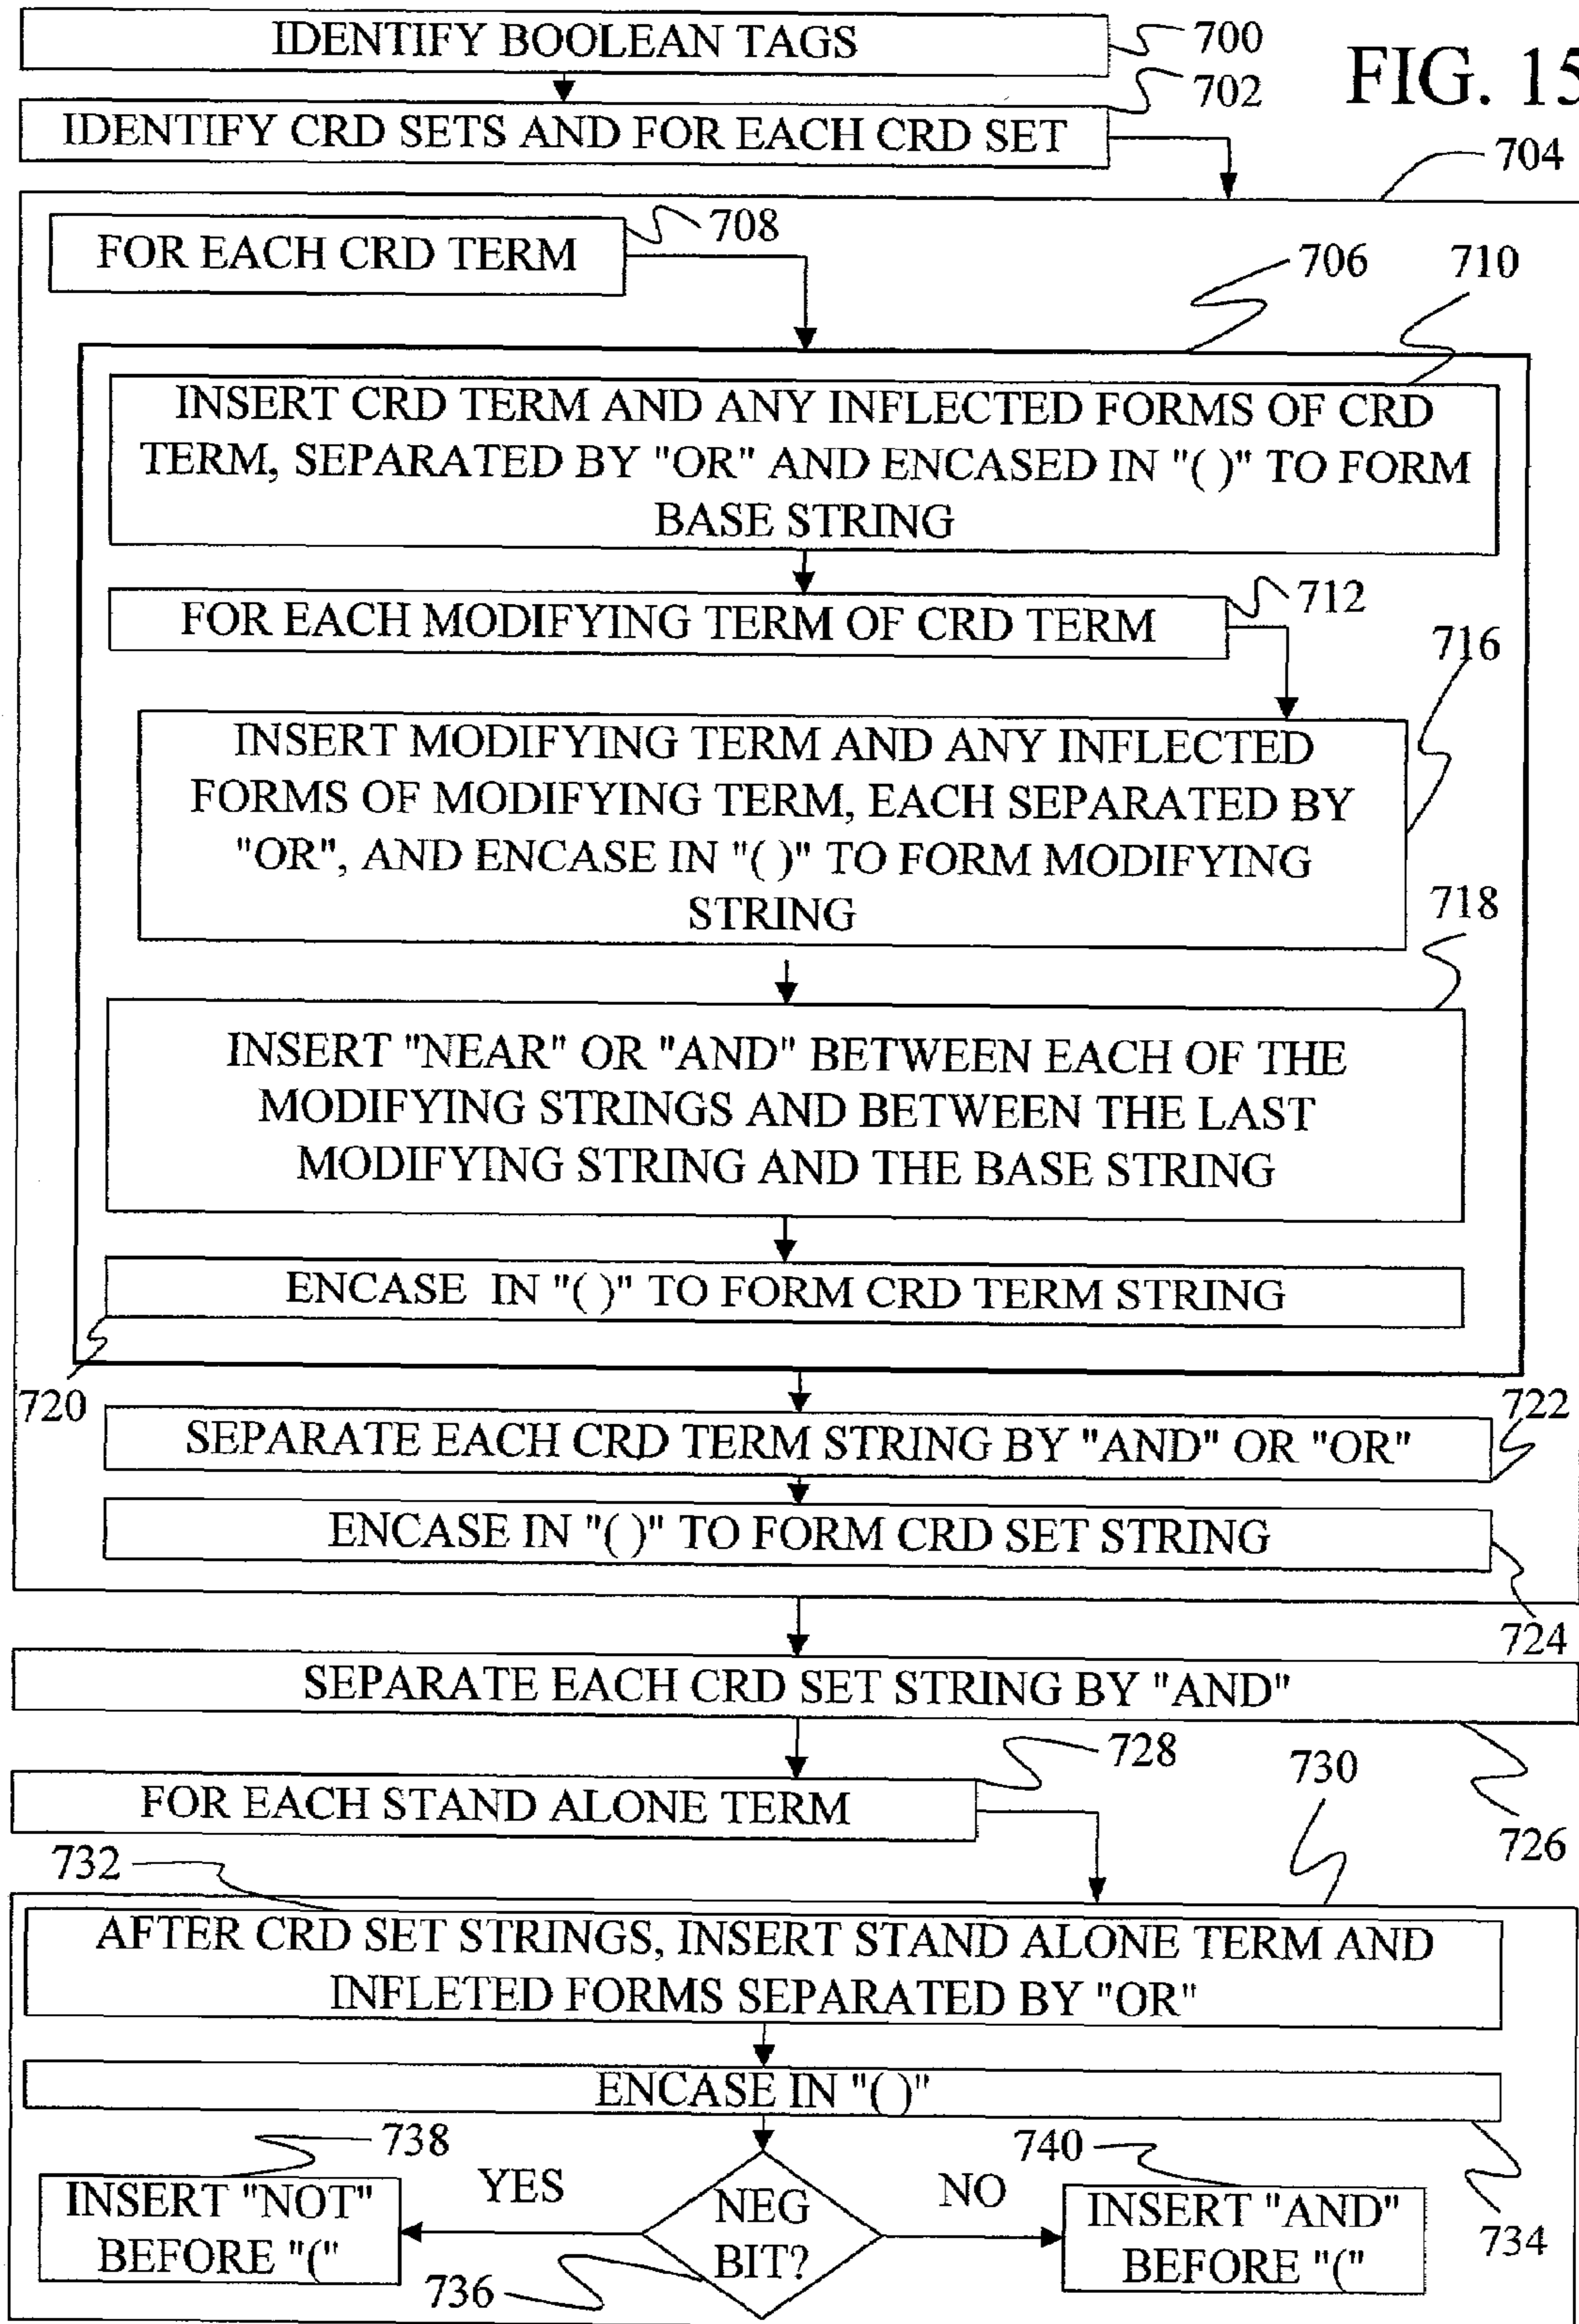 IDENTIFY BOOLEAN TAGS
700
FIG. 15
IDENTIFY CRD SETS AND FOR EACH CRD SET
702
704
FOR EACH CRD TERM
708
706
710
INSERT CRD TERM AND ANY INFLECTED FORMS OF CRD
TERM, SEPARATED BY "OR" AND ENCASED IN "( )" TO FORM
BASE STRING
FOR EACH MODIFYING TERM OF CRD TERM
712
716
INSERT MODIFYING TERM AND ANY INFLECTED
FORMS OF MODIFYING TERM, EACH SEPARATED BY
"OR", AND ENCASE IN "( )" TO FORM MODIFYING
STRING
718
INSERT "NEAR" OR "AND" BETWEEN EACH OF THE
MODIFYING STRINGS AND BETWEEN THE LAST
MODIFYING STRING AND THE BASE STRING
ENCASE IN "( )" TO FORM CRD TERM STRING
720
722
SEPARATE EACH CRD TERM STRING BY "AND" OR "OR"
ENCASE IN "( )" TO FORM CRD SET STRING
724
SEPARATE EACH CRD SET STRING BY "AND"
728
730
FOR EACH STAND ALONE TERM
726
732
AFTER CRD SET STRINGS, INSERT STAND ALONE TERM AND
INFLETED FORMS SEPARATED BY "OR"
ENCASE IN "( )"
738
740
734
INSERT "NOT"
BEFORE "("
YES
NEG
BIT?
NO
INSERT "AND"
BEFORE "("
736